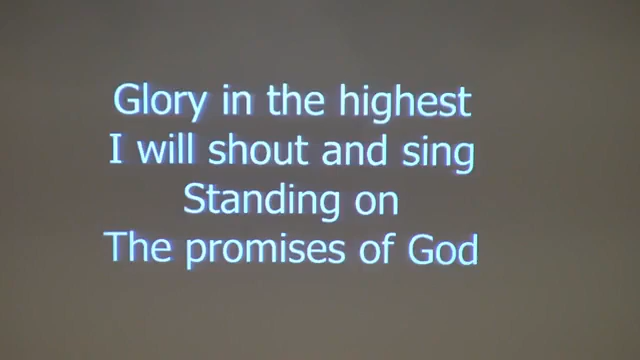 Glory in the highest
I will shout and sing
Standing on
The promises of God